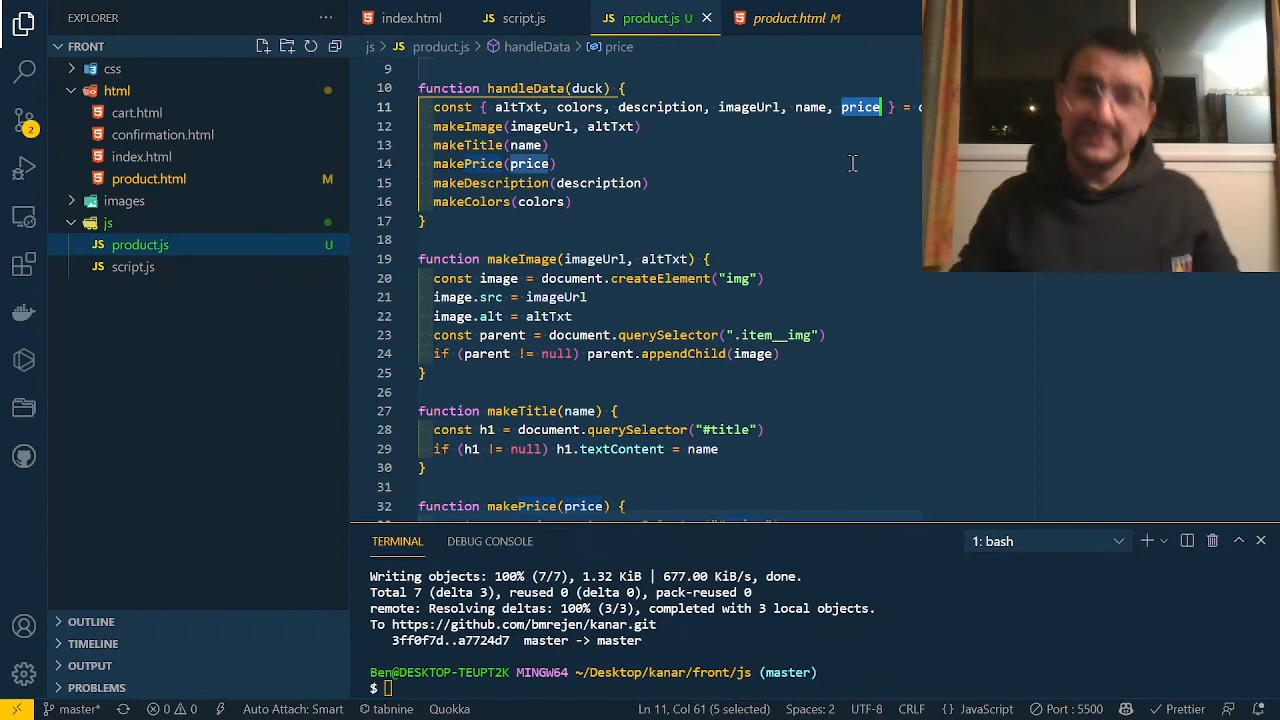 EXPLORER
FRONT
css
html
cart.html
confirmation.html
index.html
product.html M
images
js
product.js U
script.js
OUTLINE
TIMELINE
OUTPUT
PROBLEMS
2
index.html
JS script.js
JS product.js U
product.html M
js JS product.js handleData price
9
10 function handleData(duck) {
11 const { altTxt, colors, description, imageUrl, name, price } =
12 makeImage(imageUrl, altTxt)
13 makeTitle(name)
14 makePrice(price)
15 makeDescription(description)
16 makeColors(colors)
17 }
18
19 function makeImage(imageUrl, altTxt) {
20 const image = document.createElement("img")
21 image.src = imageUrl
22 image.alt = altTxt
23 const parent = document.querySelector(".item__img")
24 if (parent != null) parent.appendChild(image)
25 }
26
27 function makeTitle(name) {
28 const h1 = document.querySelector("#title")
29 if (h1 != null) h1.textContent = name
30 }
31
32 function makePrice(price) {
TERMINAL DEBUG CONSOLE 1: bash
Writing objects: 100% (7/7), 1.32 KiB | 677.00 KiB/s, done.
Total 7 (delta 3), reused 0 (delta 0), pack-reused 0
remote: Resolving deltas: 100% (3/3), completed with 3 local objects.
To https://github.com/bmrejen/kanar.git
3ff0f7d..a7724d7 master -> master
Ben@DESKTOP-TEUPT2K MINGW64 ~/Desktop/kanar/front/js (master)
$
master* 0 0 Auto Attach: Smart tabnine Quokka Ln 11, Col 61 (5 selected) Spaces: 2 UTF-8 CRLF {} JavaScript Port : 5500 Prettier